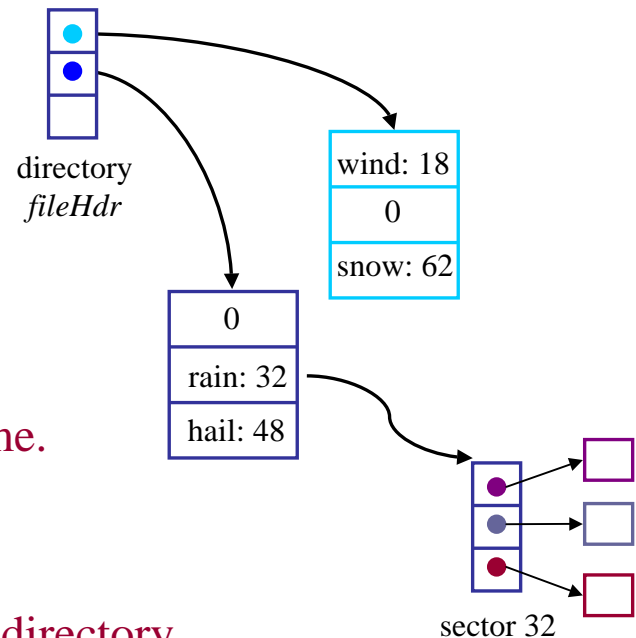 directory
fileHdr
wind: 18
0
snow: 62
0
rain: 32
hail: 48
ne.
directory
sector 32